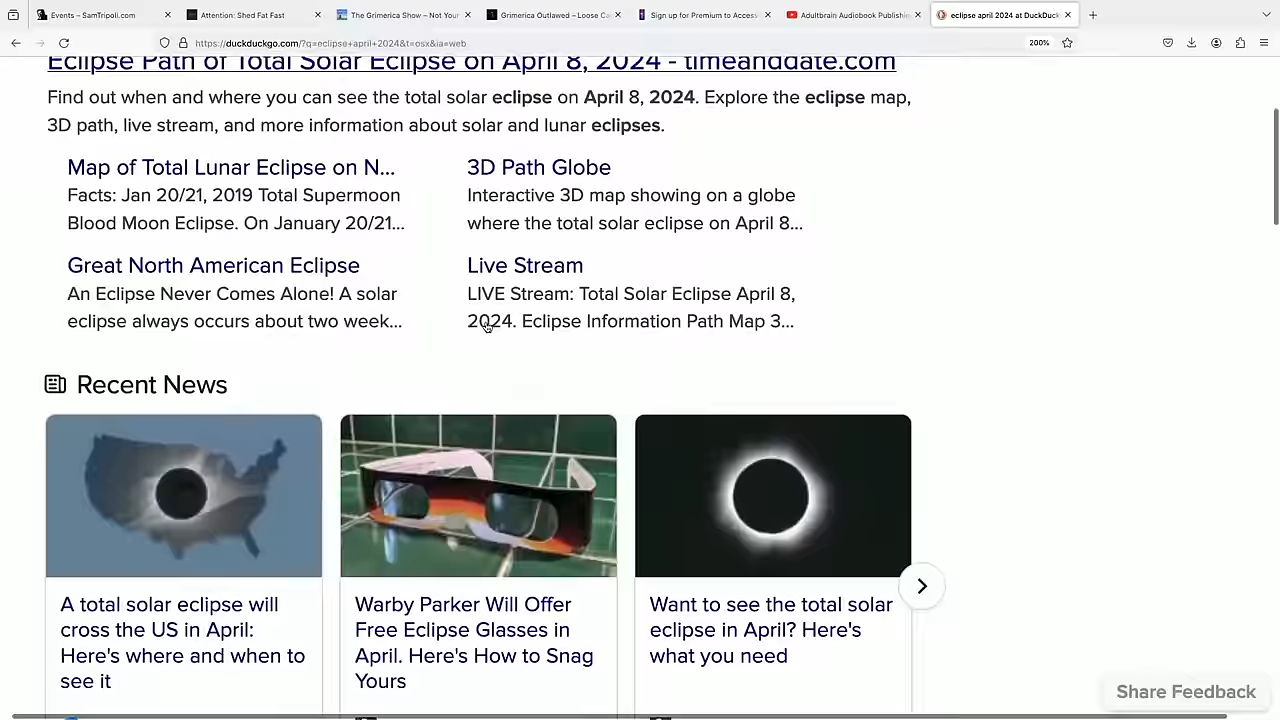 Events – SamTripoli.com
Attention: Shed Fat Fast
The Grimerica Show – Not Your
Grimerica Outlawed – Loose Ca
Sign up for Premium to Access
Adultbrain Audiobook Publishin
eclipse april 2024 at DuckDuck
https://duckduckgo.com/?q=eclipse+april+2024&t=osx&ia=web
200%
Eclipse Path of Total Solar Eclipse on April 8, 2024 - timeanddate.com
Find out when and where you can see the total solar eclipse on April 8, 2024. Explore the eclipse map,
3D path, live stream, and more information about solar and lunar eclipses.
Map of Total Lunar Eclipse on N...
Facts: Jan 20/21, 2019 Total Supermoon
Blood Moon Eclipse. On January 20/21...
3D Path Globe
Interactive 3D map showing on a globe
where the total solar eclipse on April 8...
Great North American Eclipse
An Eclipse Never Comes Alone! A solar
eclipse always occurs about two week...
Live Stream
LIVE Stream: Total Solar Eclipse April 8,
2024. Eclipse Information Path Map 3...
Recent News
A total solar eclipse will
cross the US in April:
Here's where and when to
see it
Warby Parker Will Offer
Free Eclipse Glasses in
April. Here's How to Snag
Yours
Want to see the total solar
eclipse in April? Here's
what you need
Share Feedback